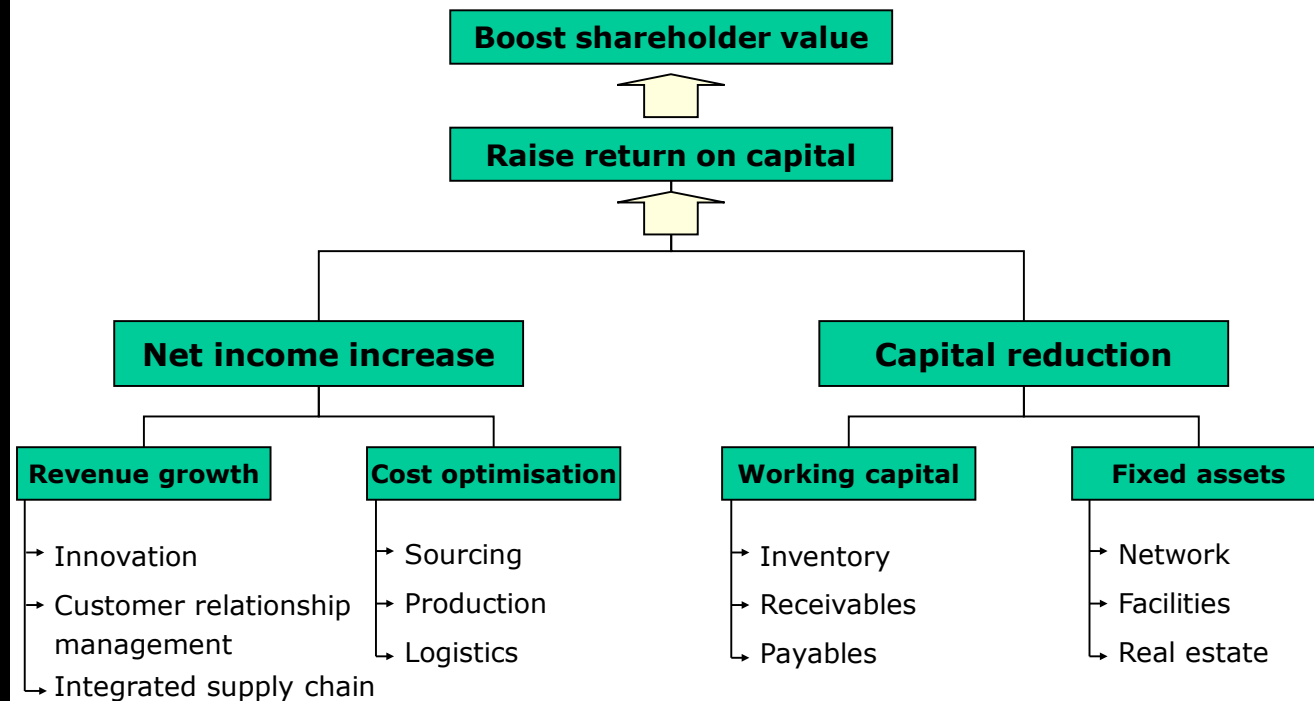 Boost shareholder value
Raise return on capital
Net income increase
Capital reduction
Revenue growth
Cost optimisation
Working capital
Fixed assets
Innovation
Customer relationship
management
Integrated supply chain
Sourcing
Production
Logistics
Inventory
Receivables
Payables
Network
Facilities
Real estate